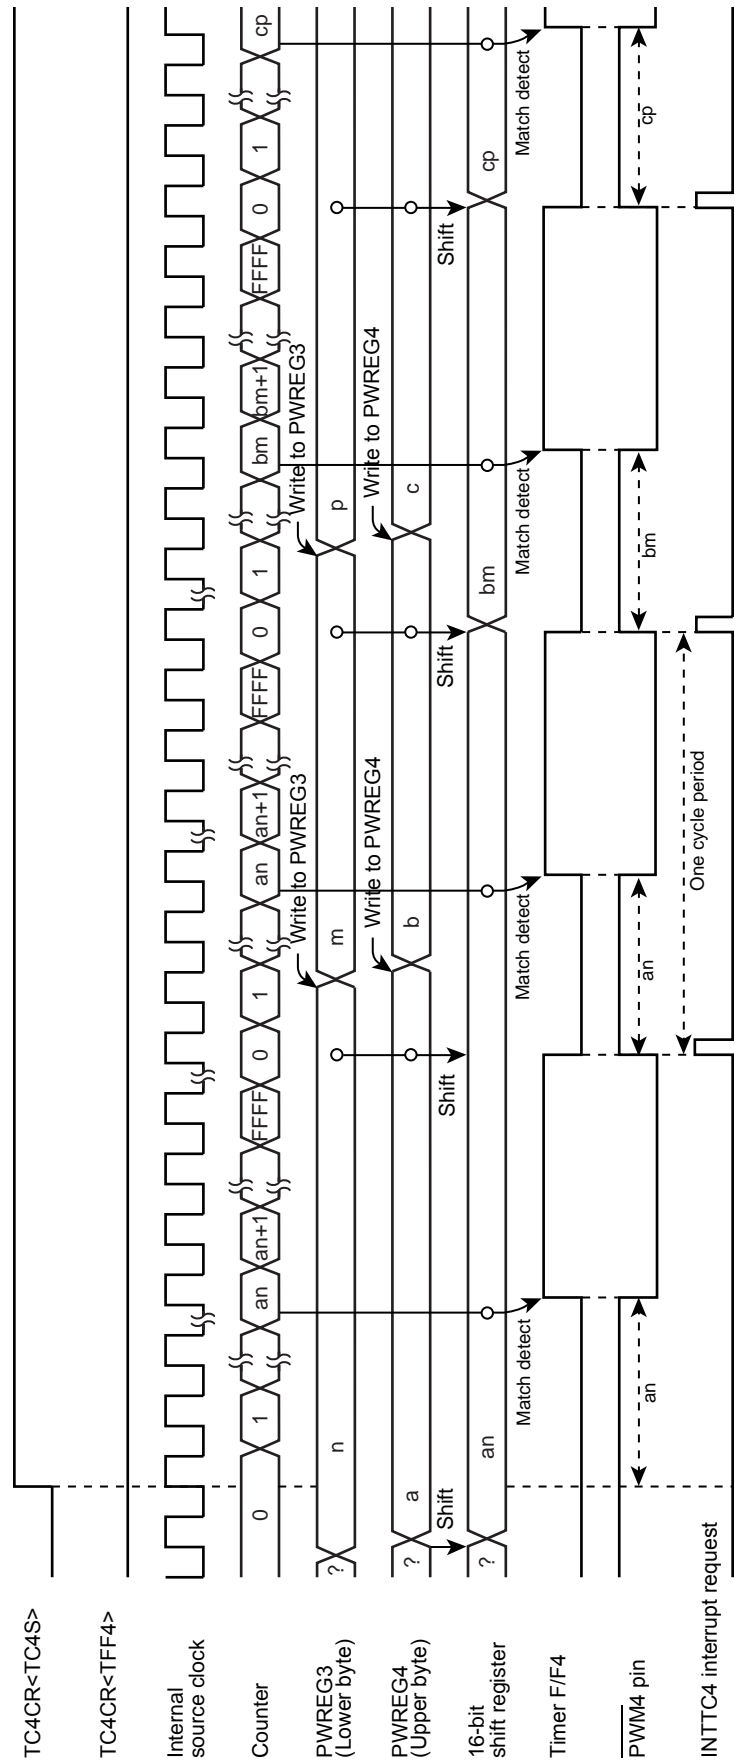 TC4CR<TC4S>
TC4CR<TFF4>
Internal
source clock
Counter
0
1
an
an+1
FFFF
0
1
an
an+1
FFFF
0
1
bm
bm+1
FFFF
0
1
cp
Write to PWREG3
Write to PWREG3
PWREG3
(Lower byte)
?
n
m
p
Write to PWREG4
Write to PWREG4
PWREG4
(Upper byte)
?
a
b
c
Shift
Shift
Shift
Shift
16-bit
shift register
?
an
bm
cp
Match detect
Match detect
Match detect
Match detect
Timer F/F4
PWM4 pin
an
an
bm
cp
One cycle period
INTTC4 interrupt request